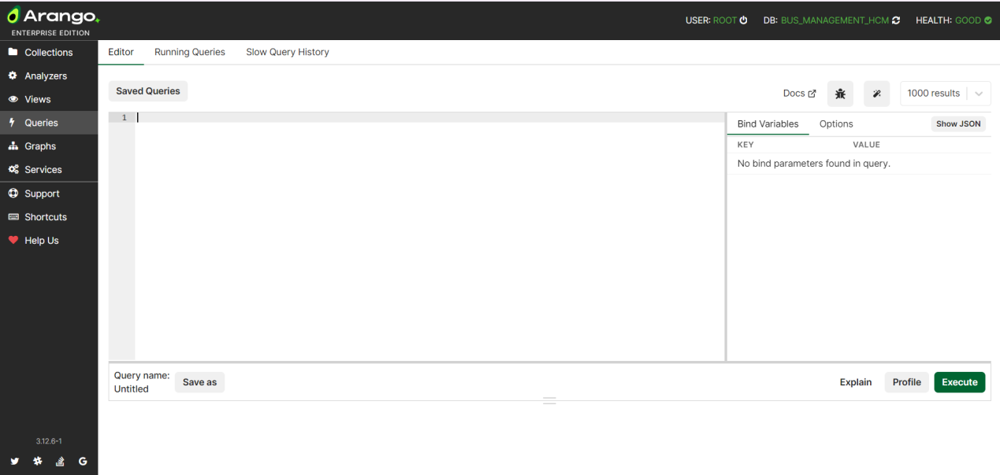 Arango
ENTERPRISE EDITION
USER: ROOT DB: BUS_MANAGEMENT_HCM HEALTH: GOOD
Collections
Analyzers
Views
Queries
Graphs
Services
Support
Shortcuts
Help Us
3.12.6-1
Editor Running Queries Slow Query History
Saved Queries
Docs
1000 results
1
Bind Variables Options Show JSON
KEY VALUE
No bind parameters found in query.
Query name:
Untitled
Save as
Explain Profile Execute